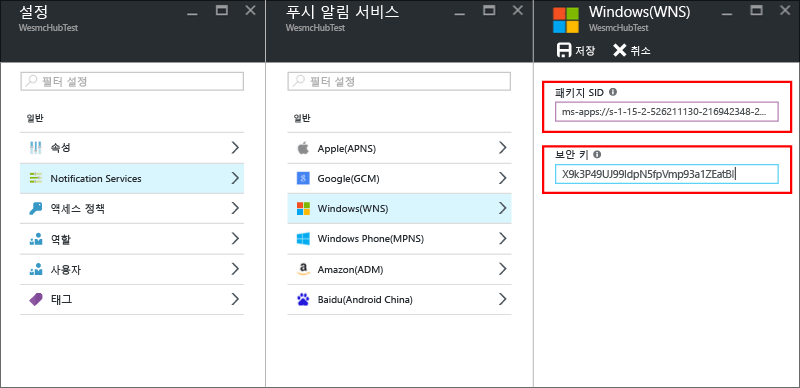 설정
WesmcHubTest
필터 설정
일반
속성
Notification Services
액세스 정책
역할
사용자
태그
푸시 알림 서비스
WesmcHubTest
필터 설정
일반
Apple(APNS)
Google(GCM)
Windows(WNS)
Windows Phone(MPNS)
Amazon(ADM)
Baidu(Android China)
Windows(WNS)
WesmcHubTest
저장 취소
패키지 SID
ms-apps://s-1-15-2-526211130-216942348-2...
보안 키
X9k3P49UJ99ldpN5fpVmp93a1ZEatBl